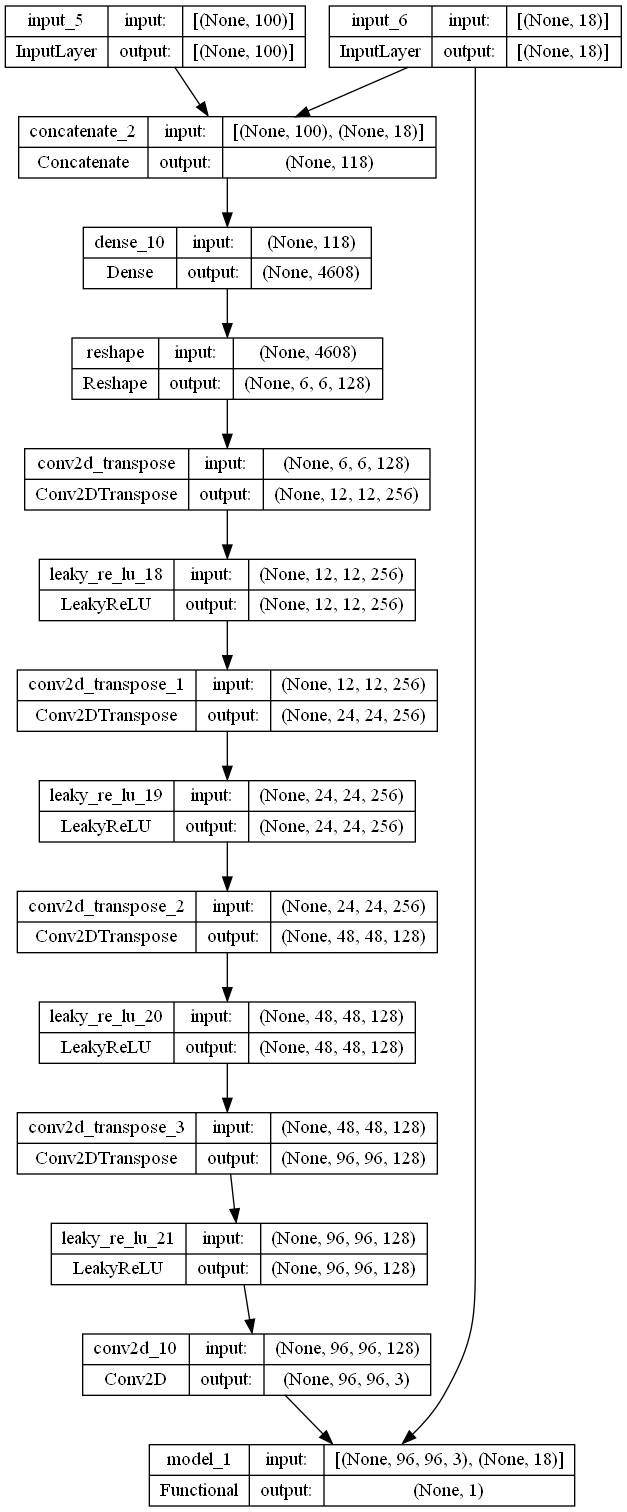 input_5 input: [(None, 100)]
InputLayer output: [(None, 100)]
input_6 input: [(None, 18)]
InputLayer output: [(None, 18)]
concatenate_2 input: [(None, 100), (None, 18)]
Concatenate output: (None, 118)
dense_10 input: (None, 118)
Dense output: (None, 4608)
reshape input: (None, 4608)
Reshape output: (None, 6, 6, 128)
conv2d_transpose input: (None, 6, 6, 128)
Conv2DTranspose output: (None, 12, 12, 256)
leaky_re_lu_18 input: (None, 12, 12, 256)
LeakyReLU output: (None, 12, 12, 256)
conv2d_transpose_1 input: (None, 12, 12, 256)
Conv2DTranspose output: (None, 24, 24, 256)
leaky_re_lu_19 input: (None, 24, 24, 256)
LeakyReLU output: (None, 24, 24, 256)
conv2d_transpose_2 input: (None, 24, 24, 256)
Conv2DTranspose output: (None, 48, 48, 128)
leaky_re_lu_20 input: (None, 48, 48, 128)
LeakyReLU output: (None, 48, 48, 128)
conv2d_transpose_3 input: (None, 48, 48, 128)
Conv2DTranspose output: (None, 96, 96, 128)
leaky_re_lu_21 input: (None, 96, 96, 128)
LeakyReLU output: (None, 96, 96, 128)
conv2d_10 input: (None, 96, 96, 128)
Conv2D output: (None, 96, 96, 3)
model_1 input: [(None, 96, 96, 3), (None, 18)]
Functional output: (None, 1)